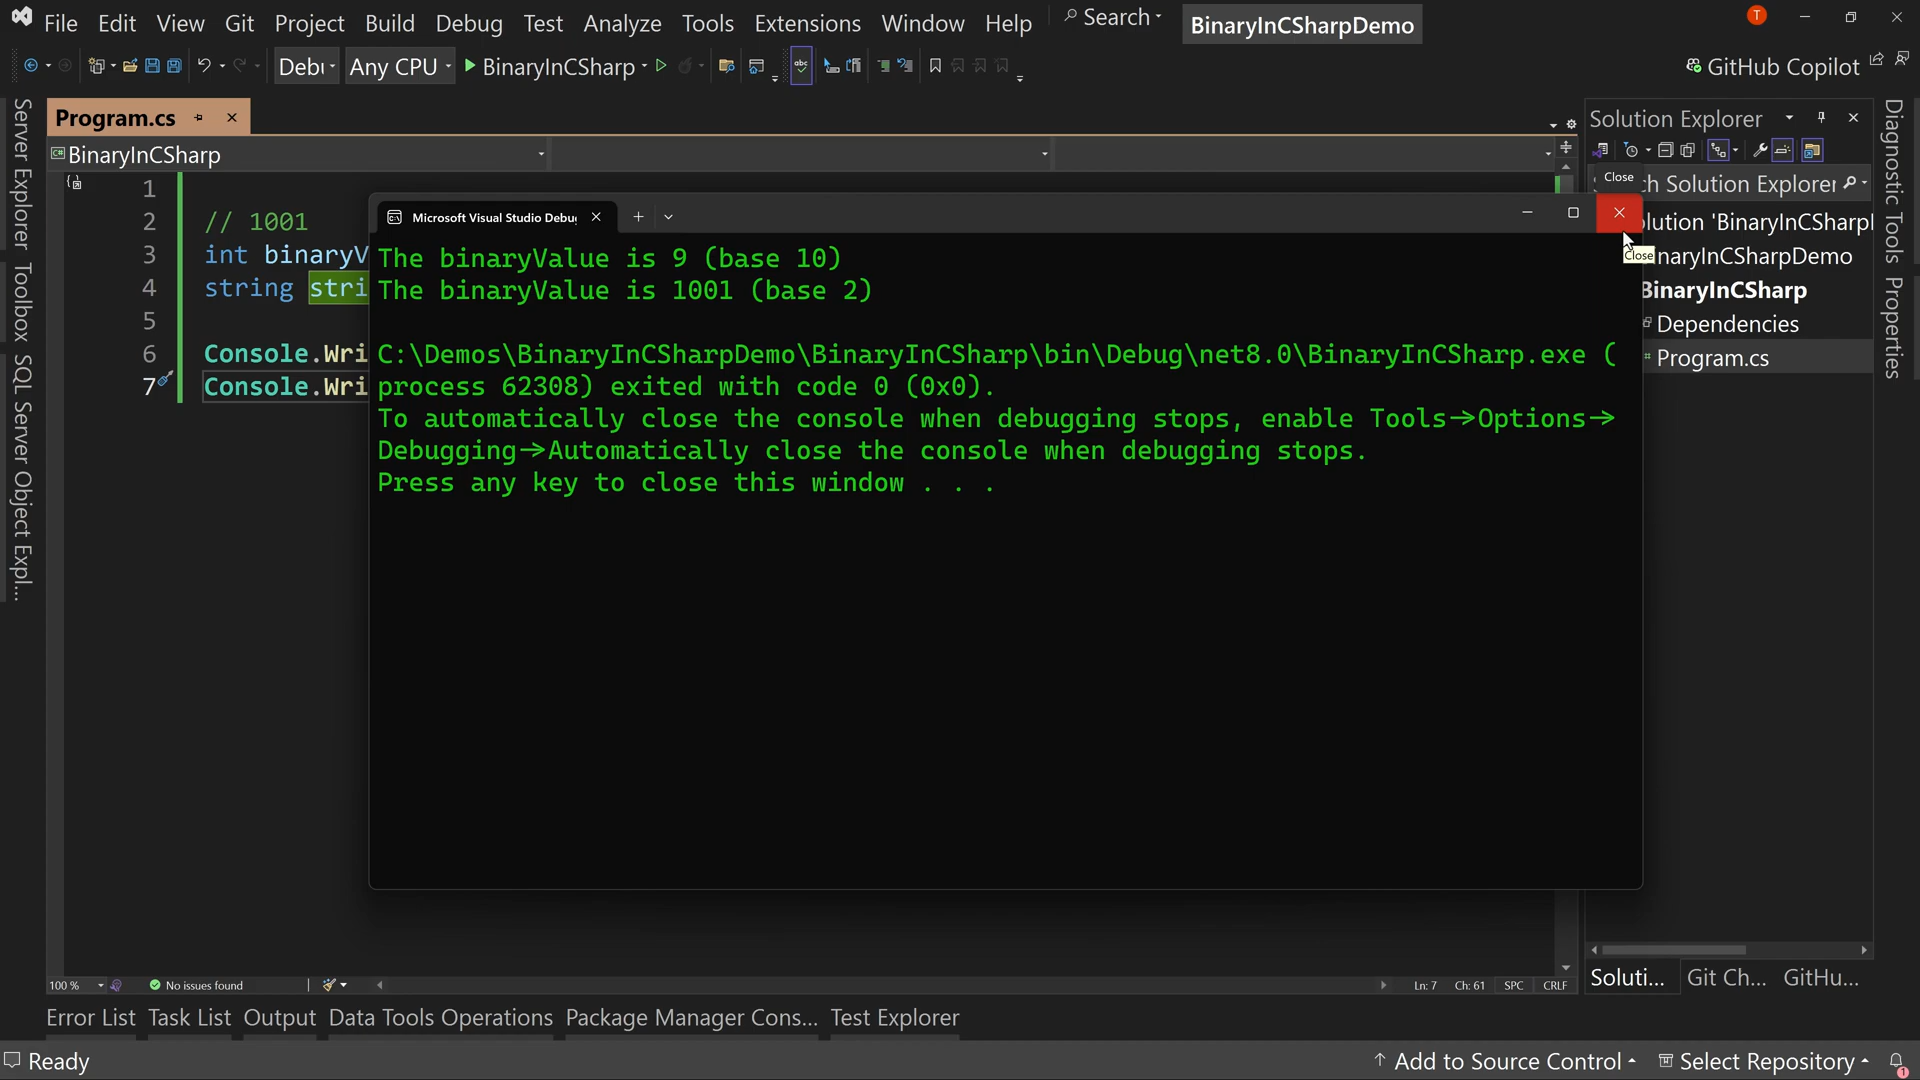 File Edit View Git Project Build Debug Test Analyze Tools Extensions Window Help Search BinaryInCSharpDemo T
Any CPU BinaryInCSharp abc GitHub Copilot
Program.cs
BinaryInCSharp
1
2 // 1001
3 int
4 string
5
6 Console.
7 Console.
Microsoft Visual Studio
The binaryValue is 9 (base 10)
The binaryValue is 1001 (base 2)
C:\Demos\BinaryInCSharpDemo\BinaryInCSharp\bin\Debug\net8.0\BinaryInCSharp.exe (
process 62308) exited with code 0 (0x0).
To automatically close the console when debugging stops, enable Tools->Options->
Debugging->Automatically close the console when debugging stops.
Press any key to close this window . . .
Close
Close
Solution Explorer
Solution Explorer
BinaryInCSharp
Dependencies
Program.cs
Server Explorer
Toolbox
SQL Server Object Expl...
Diagnostic Tools
Properties
100 % No issues found Ln: 7 Ch: 61 SPC CRLF
Soluti... Git Ch... GitHu...
Error List Task List Output Data Tools Operations Package Manager Cons... Test Explorer
Ready Add to Source Control Select Repository 1